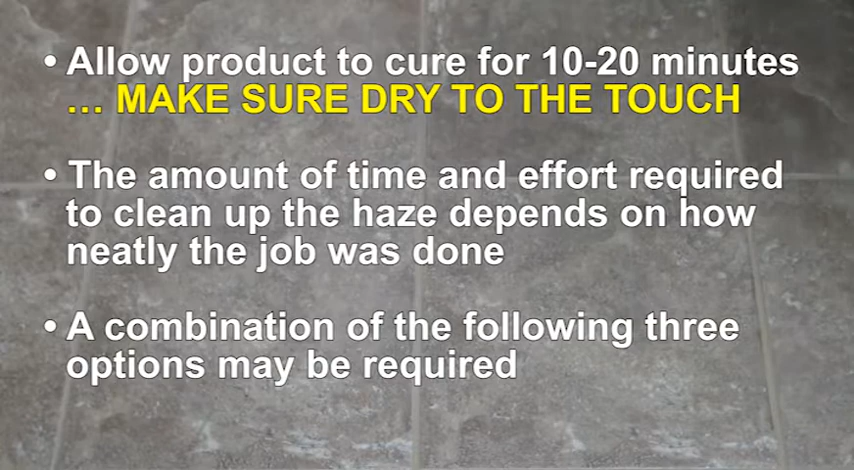 • Allow product to cure for 10-20 minutes
... MAKE SURE DRY TO THE TOUCH
• The amount of time and effort required
to clean up the haze depends on how
neatly the job was done
• A combination of the following three
options may be required